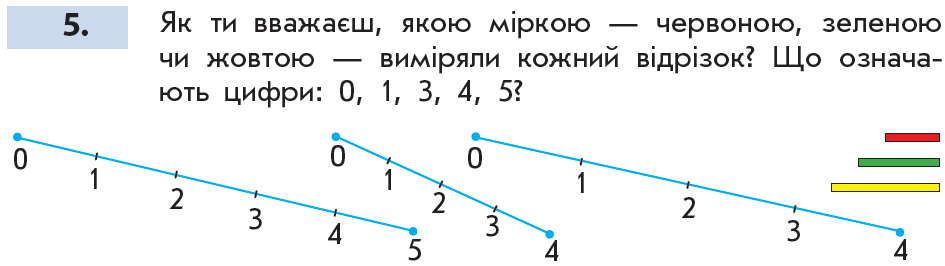 5. Як ти вважаєш, якою міркою — червоною, зеленою
чи жовтою — виміряли кожний відрізок? Що означа-
ють цифри: 0, 1, 3, 4, 5?
0 1 2 3 4 5
0 1 2 3 4
0 1 2 3 4